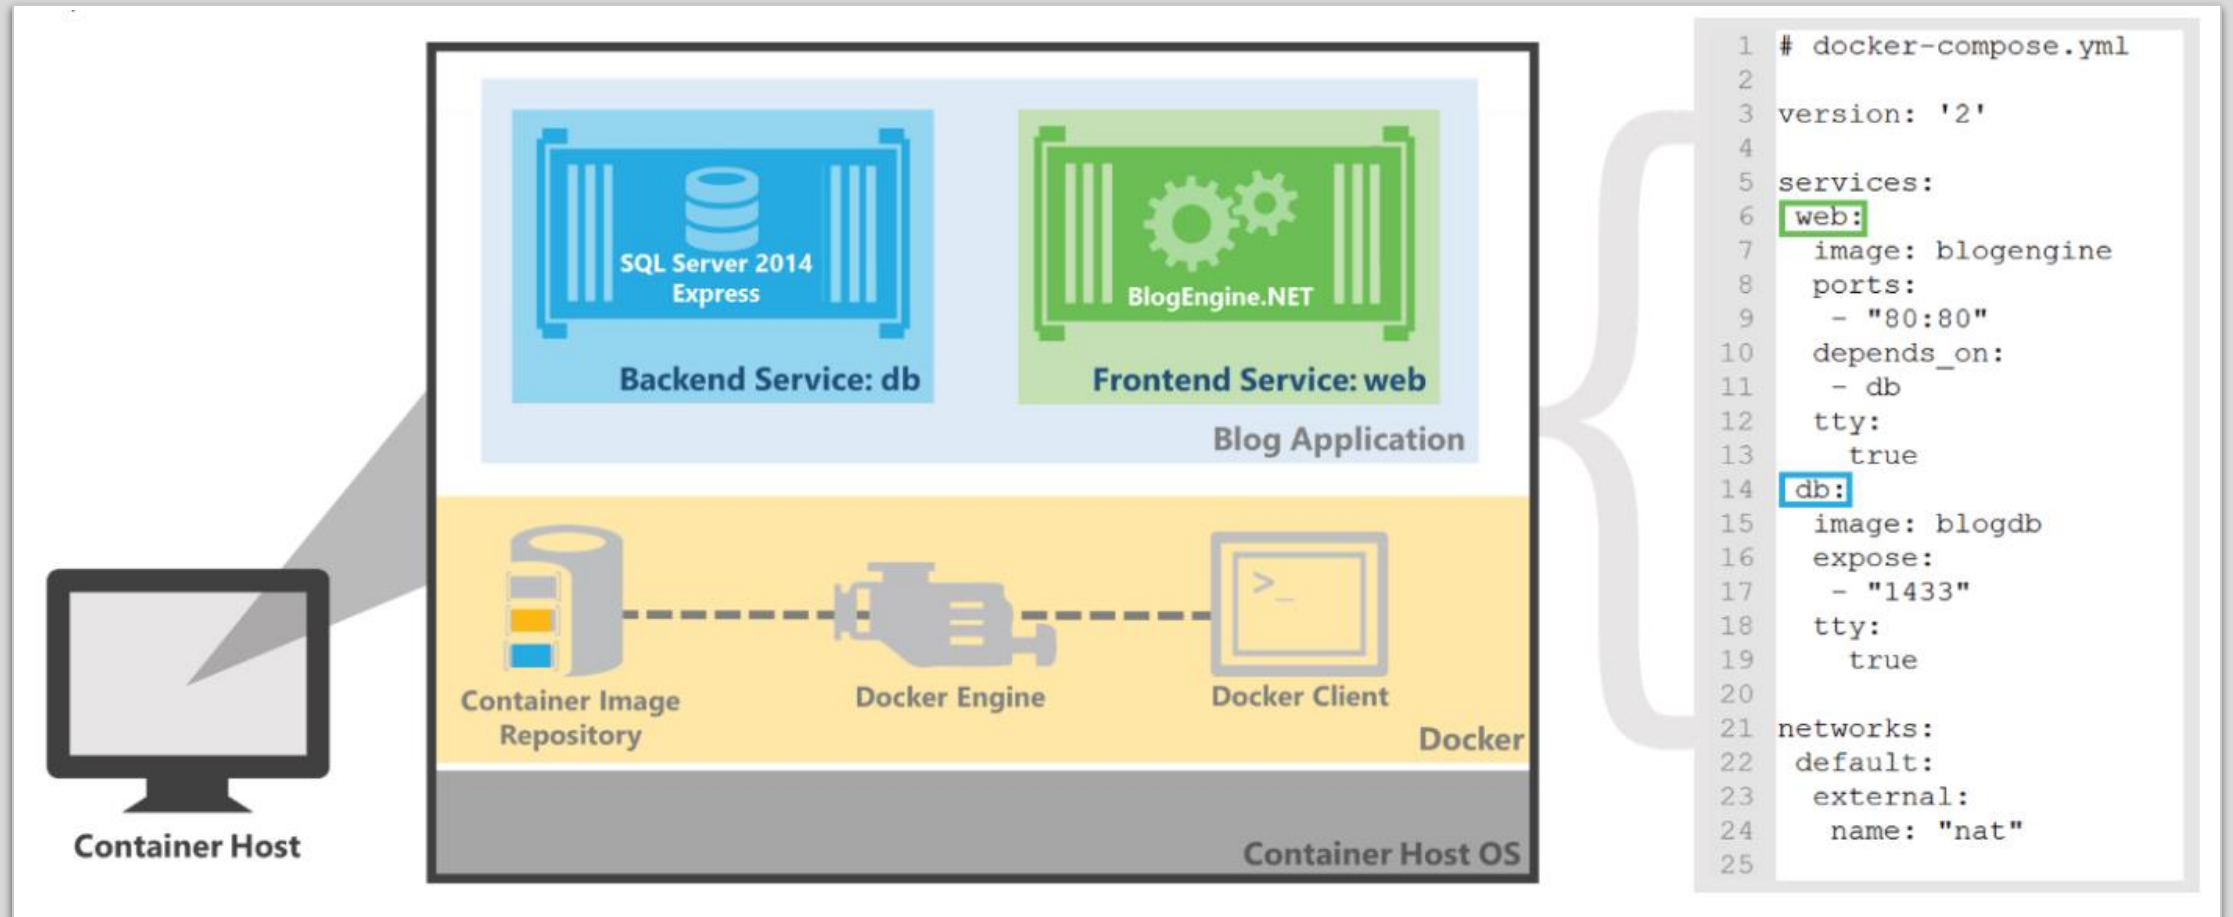 SQL Server 2014
Express
Backend Service: db
BlogEngine.NET
Frontend Service: web
Blog Application
>_
Container Image
Repository
Docker Engine
Docker Client
Docker
Container Host OS
Container Host
1 # docker-compose.yml
2
3 version: '2'
4
5 services:
6 web:
7 image: blogengine
8 ports:
9 - "80:80"
10 depends_on:
11 - db
12 tty:
13 true
14 db:
15 image: blogdb
16 expose:
17 - "1433"
18 tty:
19 true
20
21 networks:
22 default:
23 external:
24 name: "nat"
25